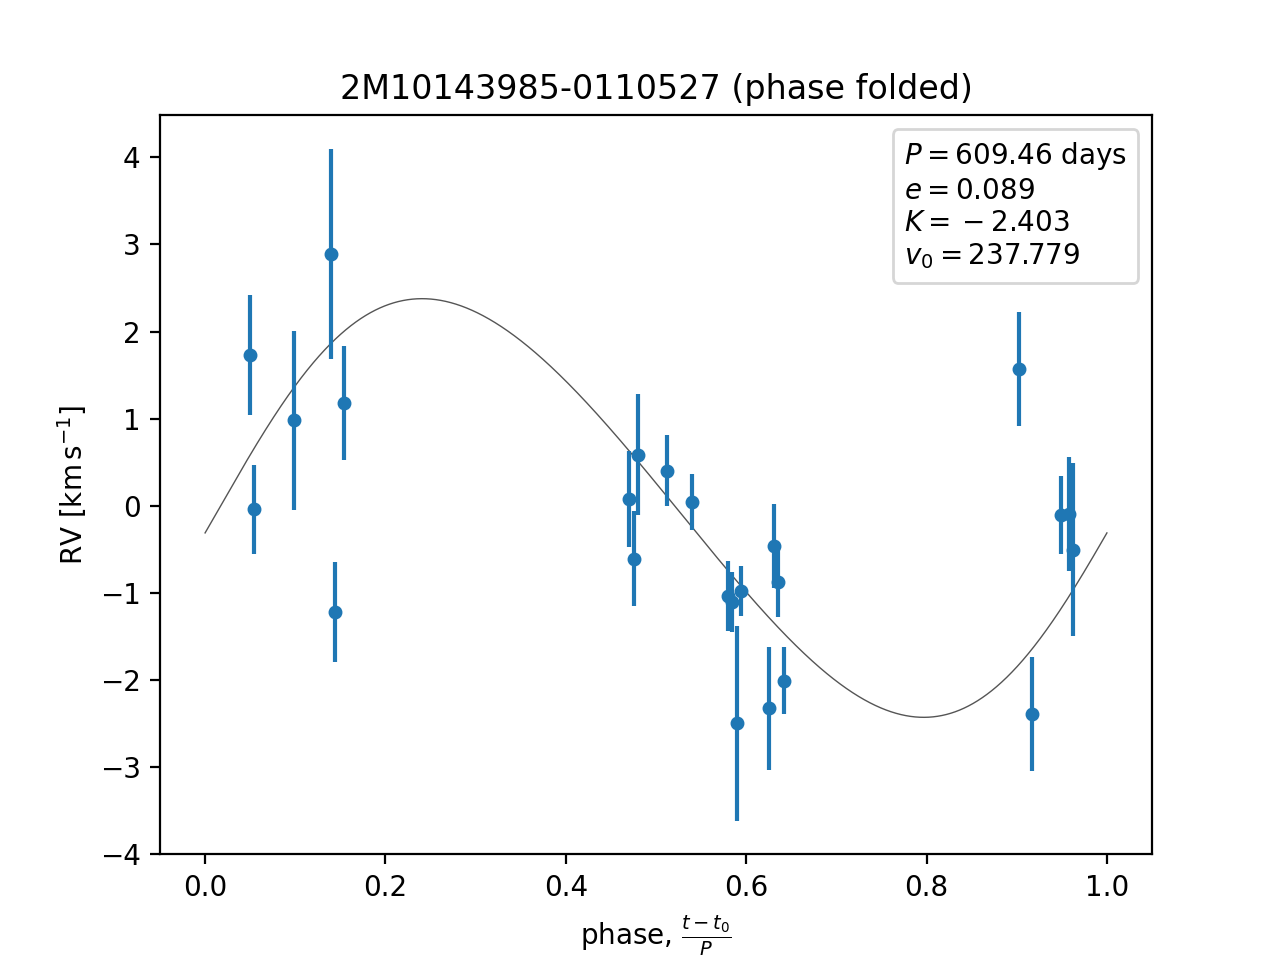 2M10143985-0110527 (phase folded)
P = 609.46 days
e = 0.089
K = −2.403
v₀ = 237.779
4
3
2
1
0
−1
−2
−3
−4
RV [km s⁻¹]
0.0 0.2 0.4 0.6 0.8 1.0
phase, (t − t₀)/P